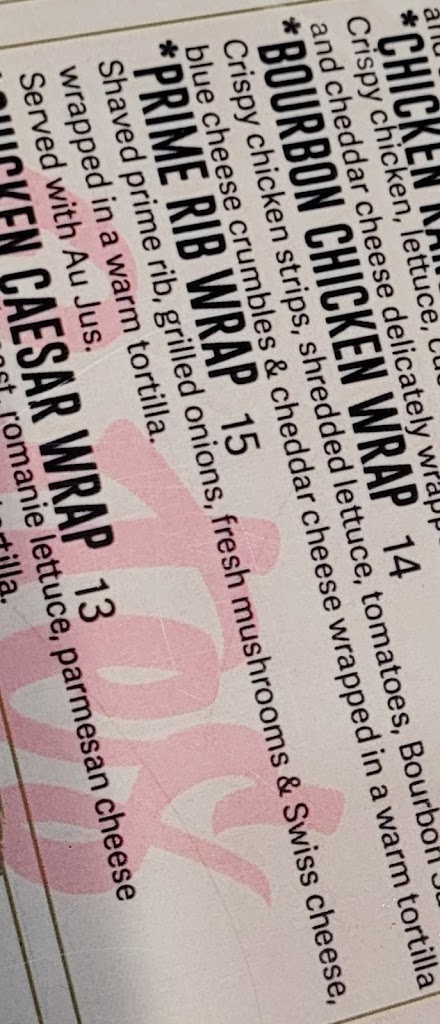 *CHICKEN
Crispy chicken, lettuce,
and cheddar cheese delicately
*BOURBON CHICKEN WRAP 14
Crispy chicken strips, shredded lettuce, tomatoes, Bourbon
blue cheese crumbles & cheddar cheese wrapped in a warm tortilla
*PRIME RIB WRAP 15
Shaved prime rib, grilled onions, fresh mushrooms & Swiss cheese,
wrapped in a warm tortilla.
Served with Au Jus.
CHICKEN CAESAR WRAP 13
romanie lettuce, parmesan cheese